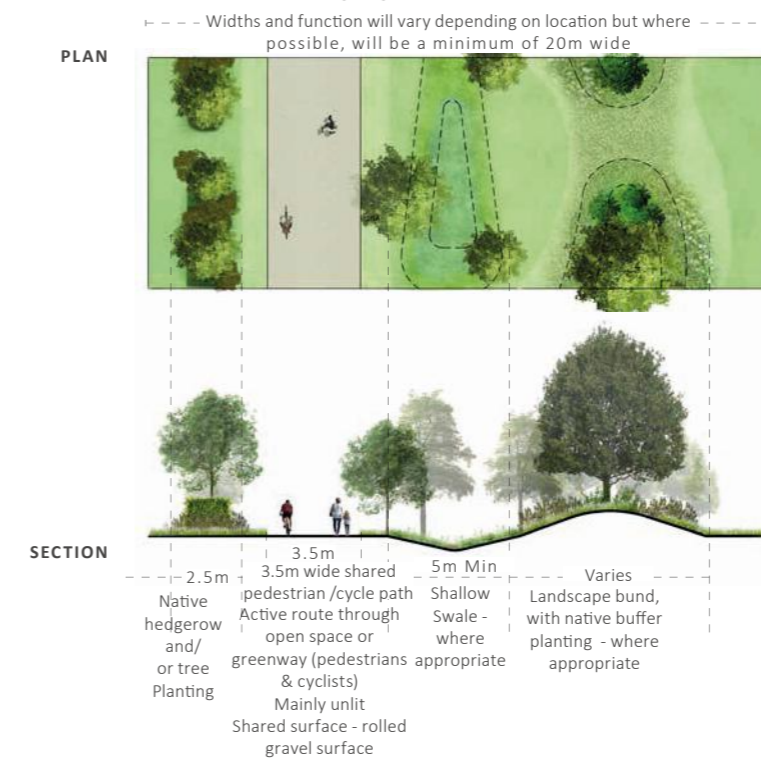 Widths and function will vary depending on location but where
possible, will be a minimum of 20m wide
PLAN
SECTION
2.5m
Native
hedgerow
and/
or tree
Planting
3.5m
3.5m wide shared
pedestrian /cycle path
Active route through
open space or
greenway (pedestrians
& cyclists)
Mainly unlit
Shared surface - rolled
gravel surface
5m Min
Shallow
Swale -
where
appropriate
Varies
Landscape bund,
with native buffer
planting - where
appropriate